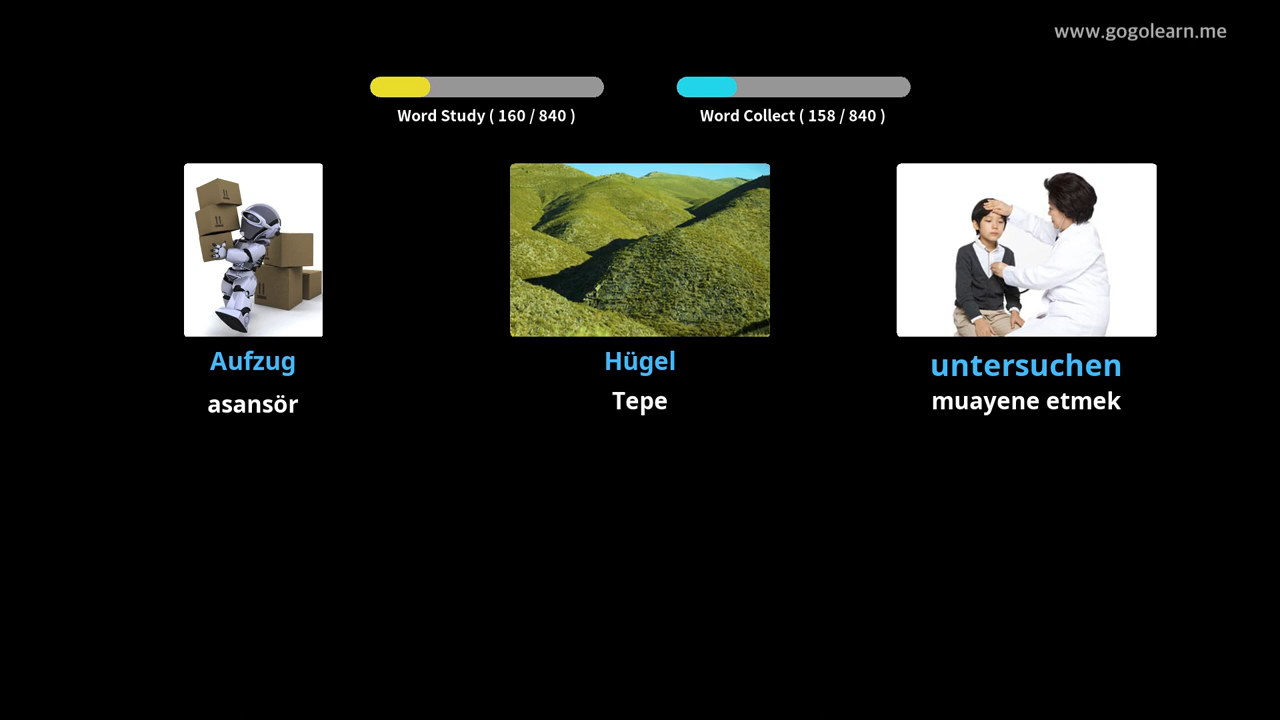 www.gogolearn.me
Word Study ( 160 / 840 )
Word Collect ( 158 / 840 )
Aufzug
asansör
Hügel
Tepe
untersuchen
muayene etmek